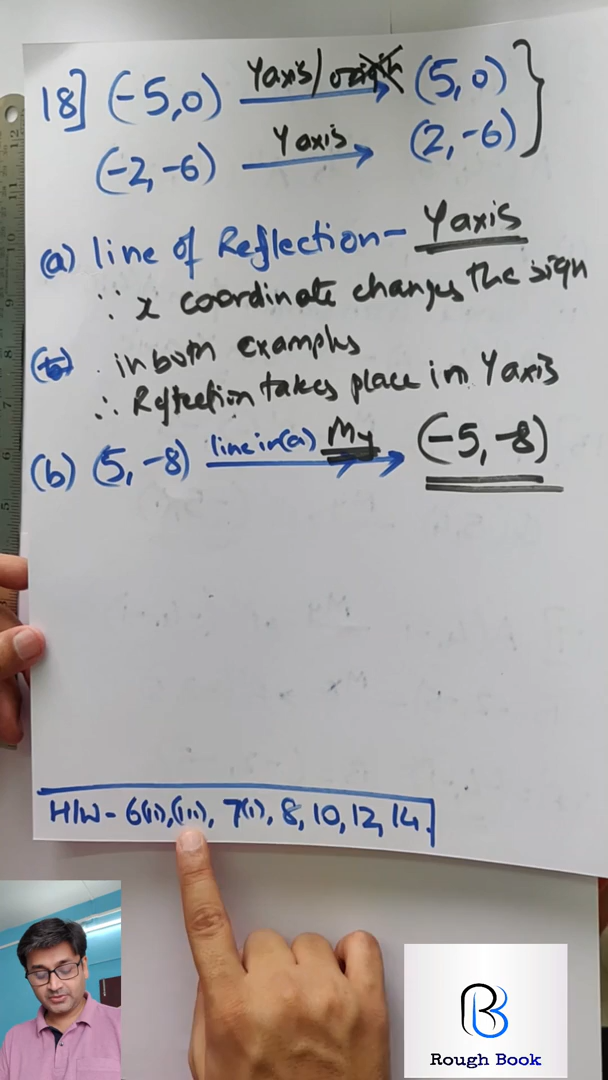 18] (-5,0) Yaxis/origin (5,0)
(-2,-6) Yaxis (2,-6)
(a) line of Reflection- Yaxis
∵ x coordinate changes the sign
(b) in both examples
∴ Reflection takes place in Y axis
(b) (5,-8) line in (a) My (-5,-8)
H/W - 6(ii),(iii), 7(i), 8, 10, 12, 14.
B
Rough Book